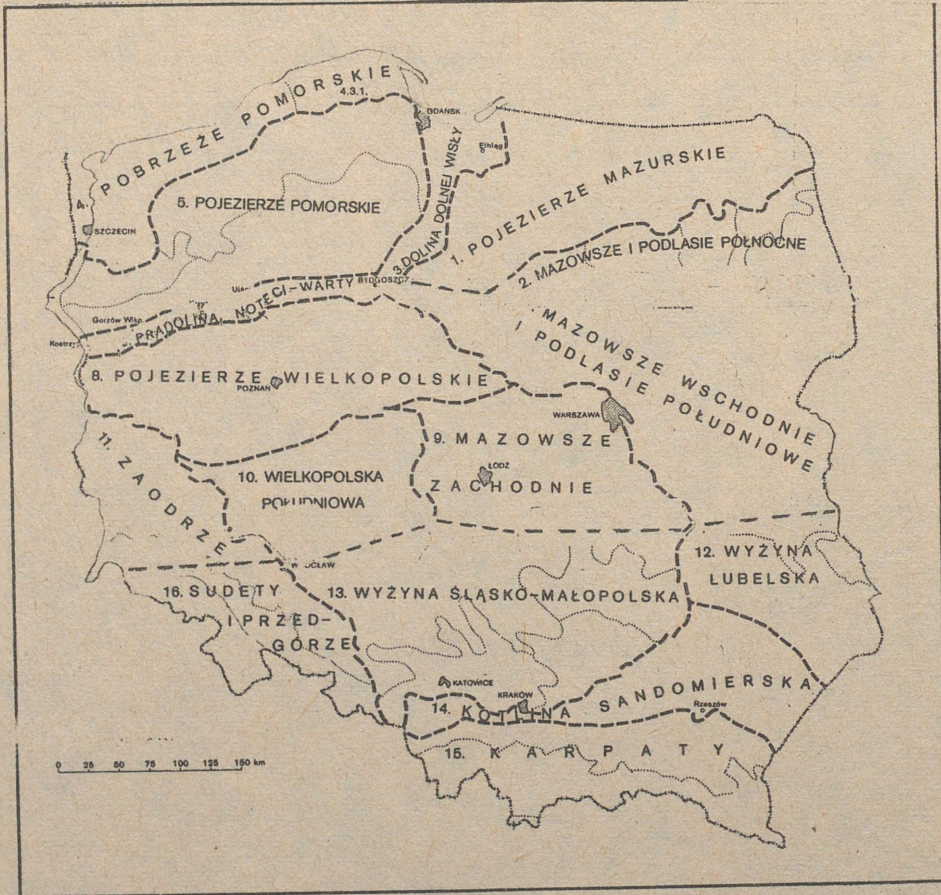 POBRZEŻE POMORSKIE
4.3.1.
GDAŃSK
Elbląg
4.
SZCZECIN
5. POJEZIERZE POMORSKIE
3. DOLINA DOLNEJ WISŁY
1. POJEZIERZE MAZURSKIE
2. MAZOWSZE I PODLASIE PÓŁNOCNE
BYDGOSZCZ
PRADOLINA NOTECI-WARTY
Gorzów Wlkp.
MAZOWSZE WSCHODNIE
I PODLASIE POŁUDNIOWE
8. POJEZIERZE WIELKOPOLSKIE
POZNAŃ
WARSZAWA
9. MAZOWSZE
ZACHODNIE
ŁÓDŹ
10. WIELKOPOLSKA
POŁUDNIOWA
11. ZAODRZE
12. WYŻYNA
LUBELSKA
13. WYŻYNA ŚLĄSKO-MAŁOPOLSKA
16. SUDETY
I PRZED-
GÓRZE
KATOWICE
KRAKÓW
14. KOTLINA SANDOMIERSKA
Rzeszów
15. KARPATY
0 25 50 75 100 125 150 km